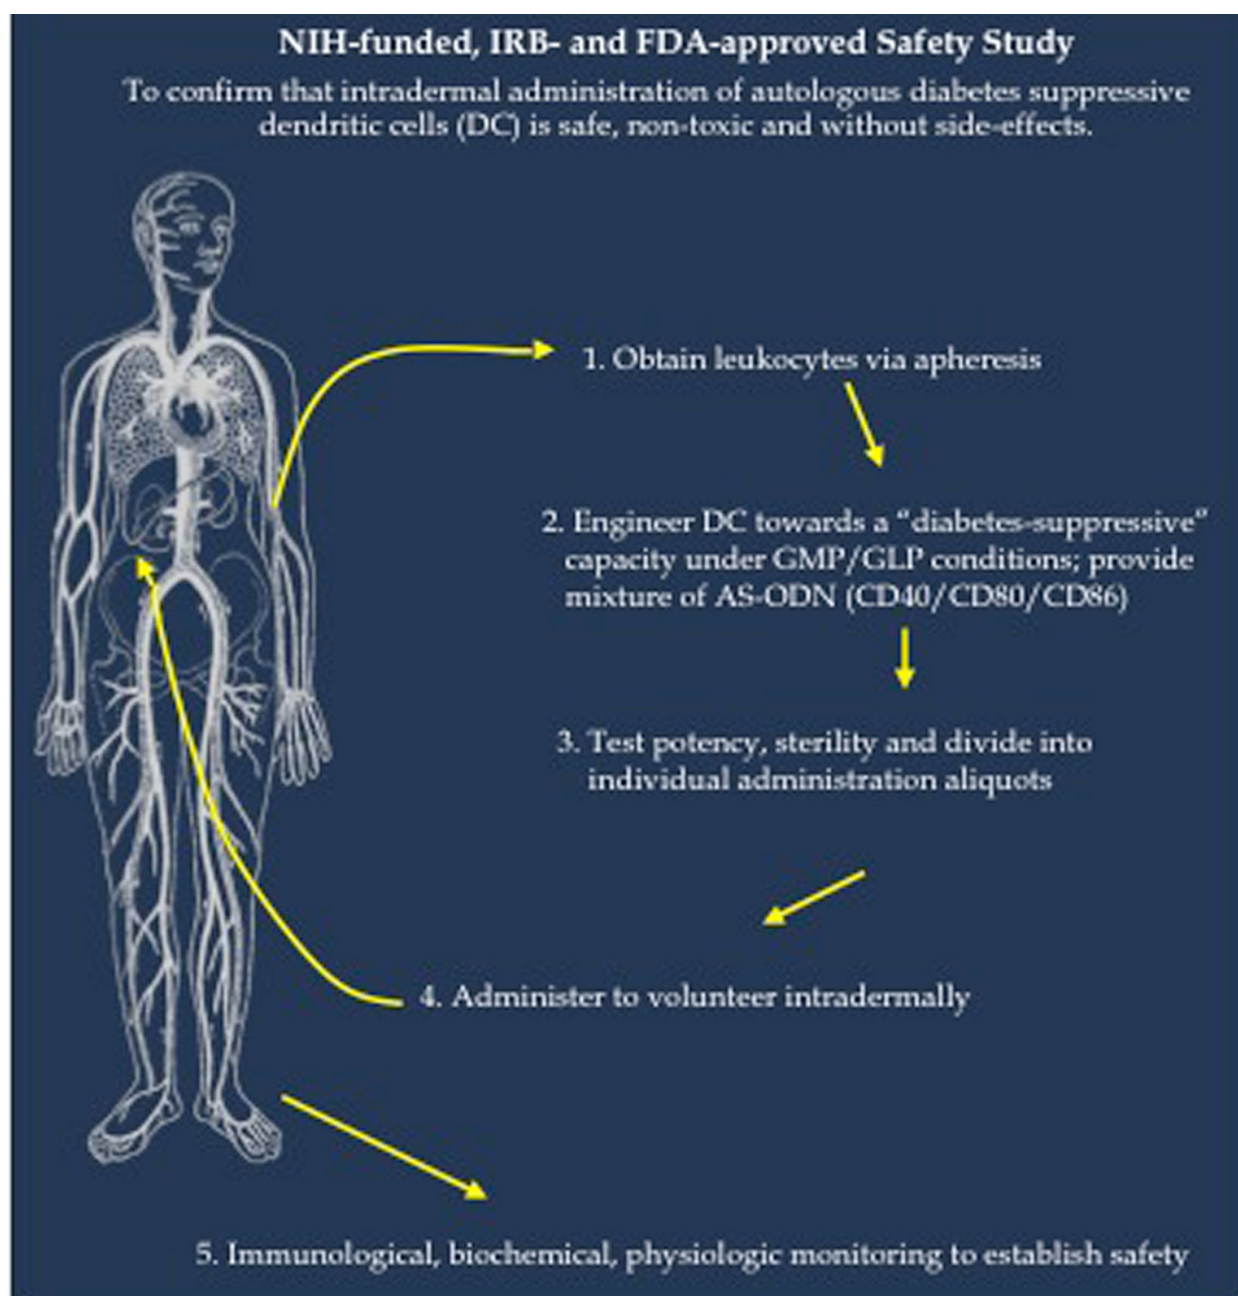 NIH-funded, IRB- and FDA-approved Safety Study
To confirm that intradermal administration of autologous diabetes suppressive
dendritic cells (DC) is safe, non-toxic and without side-effects.
1. Obtain leukocytes via apheresis
2. Engineer DC towards a “diabetes-suppressive”
capacity under GMP/GLP conditions; provide
mixture of AS-ODN (CD40/CD80/CD86)
3. Test potency, sterility and divide into
individual administration aliquots
4. Administer to volunteer intradermally
5. Immunological, biochemical, physiologic monitoring to establish safety